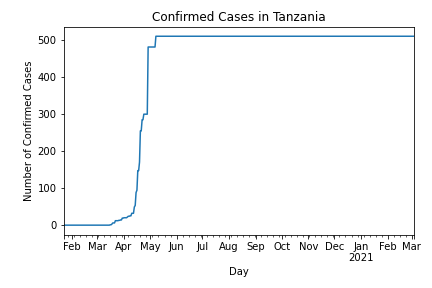 Confirmed Cases in Tanzania
Number of Confirmed Cases
500
400
300
200
100
0
Feb Mar Apr May Jun Jul Aug Sep Oct Nov Dec Jan Feb Mar
2021
Day